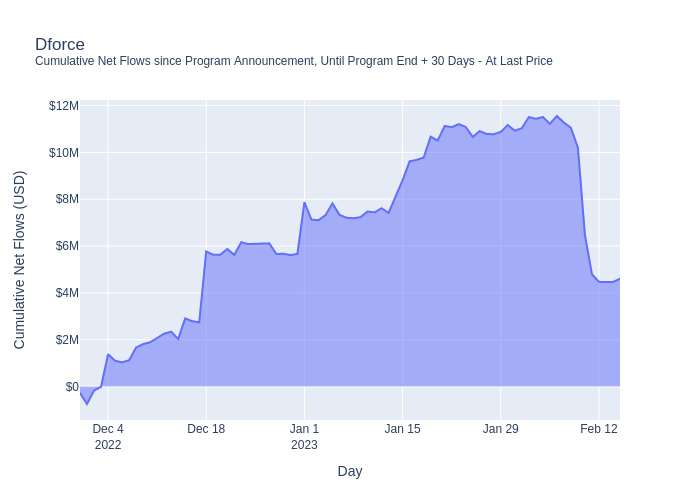 Dforce
Cumulative Net Flows since Program Announcement, Until Program End + 30 Days - At Last Price
$12M
$10M
$8M
$6M
$4M
$2M
$0
Cumulative Net Flows (USD)
Dec 4
2022
Dec 18
Jan 1
2023
Jan 15
Jan 29
Feb 12
Day